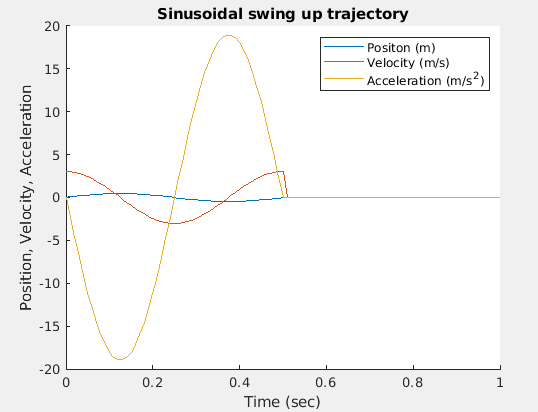 Sinusoidal swing up trajectory
Positon (m)
Velocity (m/s)
Acceleration (m/s²)
Position, Velocity, Acceleration
20
15
10
5
0
-5
-10
-15
-20
0 0.2 0.4 0.6 0.8 1
Time (sec)